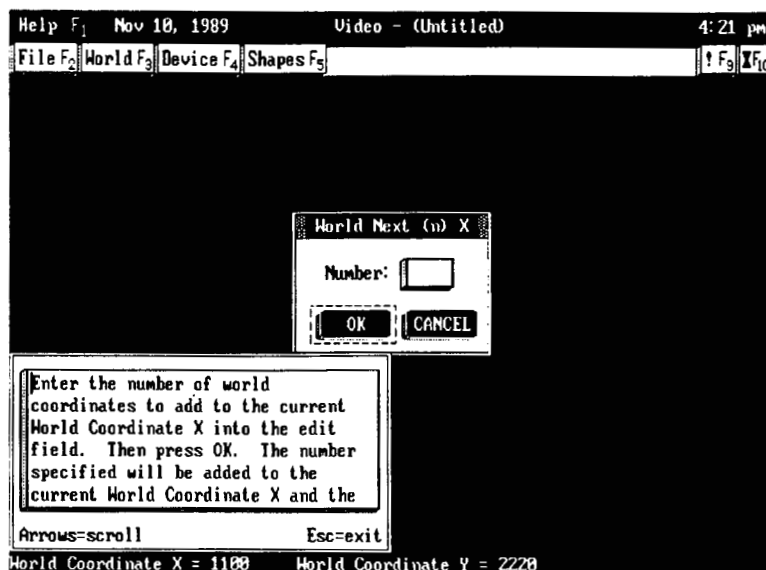 Help F1 Nov 10, 1989 Video - (Untitled) 4:21 pm
File F2 World F3 Device F4 Shapes F5 ! F9 XF10
World Next (n) X
Number:
OK CANCEL
Enter the number of world
coordinates to add to the current
World Coordinate X into the edit
field. Then press OK. The number
specified will be added to the
current World Coordinate X and the
Arrows=scroll Esc=exit
World Coordinate X = 1100 World Coordinate Y = 2220